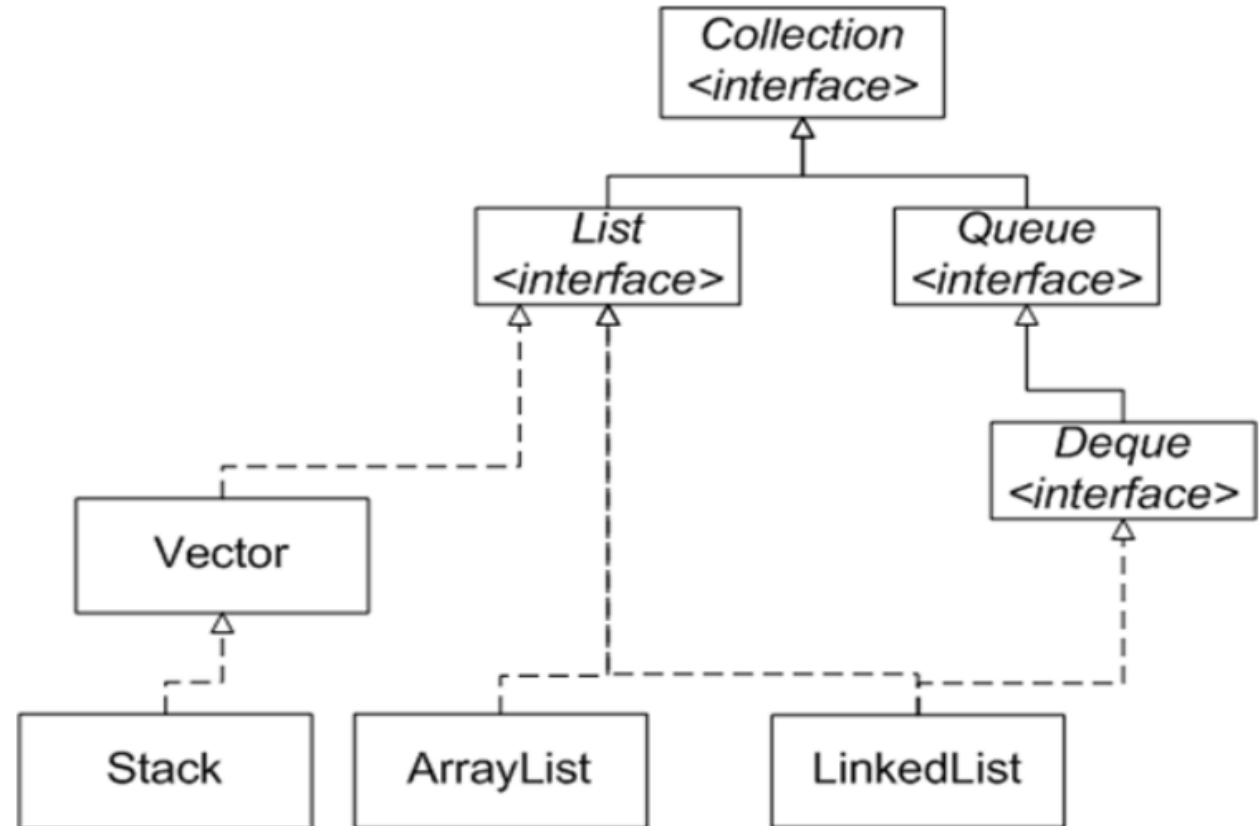 Collection
<interface>
List
<interface>
Queue
<interface>
Deque
<interface>
Vector
Stack
ArrayList
LinkedList